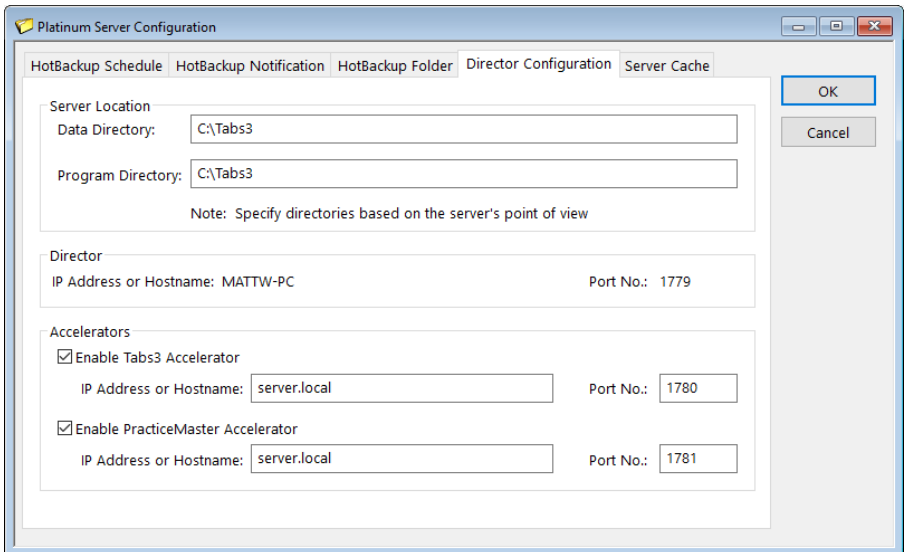 Platinum Server Configuration
HotBackup Schedule HotBackup Notification HotBackup Folder Director Configuration Server Cache
OK
Cancel
Server Location
Data Directory: C:\Tabs3
Program Directory: C:\Tabs3
Note: Specify directories based on the server's point of view
Director
IP Address or Hostname: MATTW-PC Port No.: 1779
Accelerators
Enable Tabs3 Accelerator
IP Address or Hostname: server.local Port No.: 1780
Enable PracticeMaster Accelerator
IP Address or Hostname: server.local Port No.: 1781